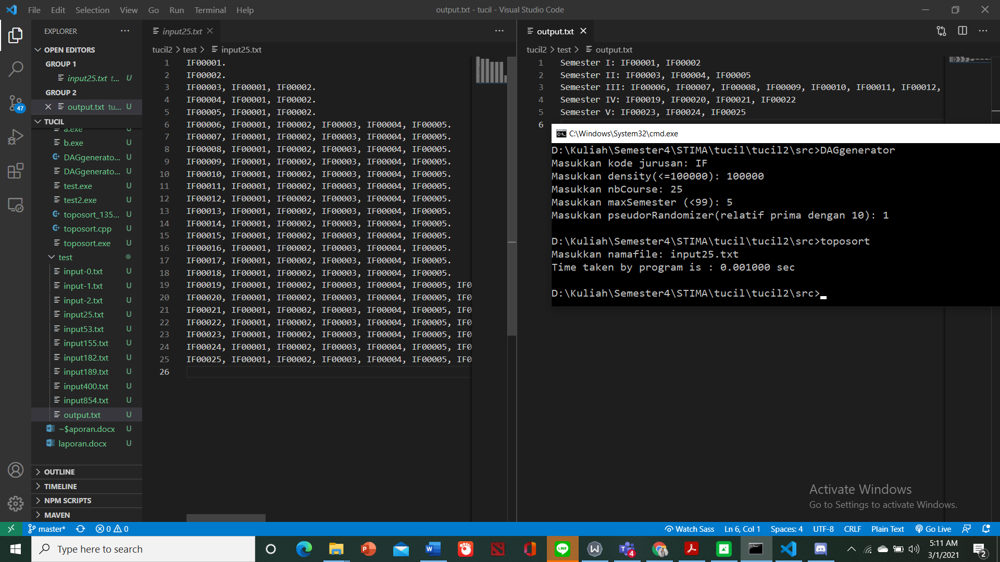 File Edit Selection View Go Run Terminal Help
output.txt - tucil - Visual Studio Code
EXPLORER
OPEN EDITORS
GROUP 1
input25.txt t... U
GROUP 2
output.txt tu... U
TUCIL
a.exe U
b.exe U
DAGgenerato... U
DAGgenerato... U
test.exe U
test2.exe U
toposort_135... U
toposort.cpp U
toposort.exe U
test
input-0.txt U
input-1.txt U
input-2.txt U
input25.txt U
input53.txt U
input155.txt U
input182.txt U
input189.txt U
input400.txt U
input854.txt U
output.txt U
~$aporan.docx U
laporan.docx U
OUTLINE
TIMELINE
NPM SCRIPTS
MAVEN
47
input25.txt
tucil2 > test > input25.txt
1 IF00001.
2 IF00002.
3 IF00003, IF00001, IF00002.
4 IF00004, IF00001, IF00002.
5 IF00005, IF00001, IF00002.
6 IF00006, IF00001, IF00002, IF00003, IF00004, IF00005.
7 IF00007, IF00001, IF00002, IF00003, IF00004, IF00005.
8 IF00008, IF00001, IF00002, IF00003, IF00004, IF00005.
9 IF00009, IF00001, IF00002, IF00003, IF00004, IF00005.
10 IF00010, IF00001, IF00002, IF00003, IF00004, IF00005.
11 IF00011, IF00001, IF00002, IF00003, IF00004, IF00005.
12 IF00012, IF00001, IF00002, IF00003, IF00004, IF00005.
13 IF00013, IF00001, IF00002, IF00003, IF00004, IF00005.
14 IF00014, IF00001, IF00002, IF00003, IF00004, IF00005.
15 IF00015, IF00001, IF00002, IF00003, IF00004, IF00005.
16 IF00016, IF00001, IF00002, IF00003, IF00004, IF00005.
17 IF00017, IF00001, IF00002, IF00003, IF00004, IF00005.
18 IF00018, IF00001, IF00002, IF00003, IF00004, IF00005.
19 IF00019, IF00001, IF00002, IF00003, IF00004, IF00005, IF0
20 IF00020, IF00001, IF00002, IF00003, IF00004, IF00005, IF0
21 IF00021, IF00001, IF00002, IF00003, IF00004, IF00005, IF0
22 IF00022, IF00001, IF00002, IF00003, IF00004, IF00005, IF0
23 IF00023, IF00001, IF00002, IF00003, IF00004, IF00005, IF0
24 IF00024, IF00001, IF00002, IF00003, IF00004, IF00005, IF0
25 IF00025, IF00001, IF00002, IF00003, IF00004, IF00005, IF0
26
output.txt
tucil2 > test > output.txt
1 Semester I: IF00001, IF00002
2 Semester II: IF00003, IF00004, IF00005
3 Semester III: IF00006, IF00007, IF00008, IF00009, IF00010, IF00011, IF00012,
4 Semester IV: IF00019, IF00020, IF00021, IF00022
5 Semester V: IF00023, IF00024, IF00025
6
C:\Windows\System32\cmd.exe
D:\Kuliah\Semester4\STIMA\tucil\tucil2\src>DAGgenerator
Masukkan kode jurusan: IF
Masukkan density(<=100000): 100000
Masukkan nbCourse: 25
Masukkan maxSemester (<99): 5
Masukkan pseudorRandomizer(relatif prima dengan 10): 1
D:\Kuliah\Semester4\STIMA\tucil\tucil2\src>toposort
Masukkan namafile: input25.txt
Time taken by program is : 0.001000 sec
D:\Kuliah\Semester4\STIMA\tucil\tucil2\src>
Activate Windows
Go to Settings to activate Windows.
master* 0 0
Watch Sass Ln 6, Col 1 Spaces: 4 UTF-8 CRLF Plain Text Go Live
Type here to search
LINE
4
5:11 AM
3/1/2021
2